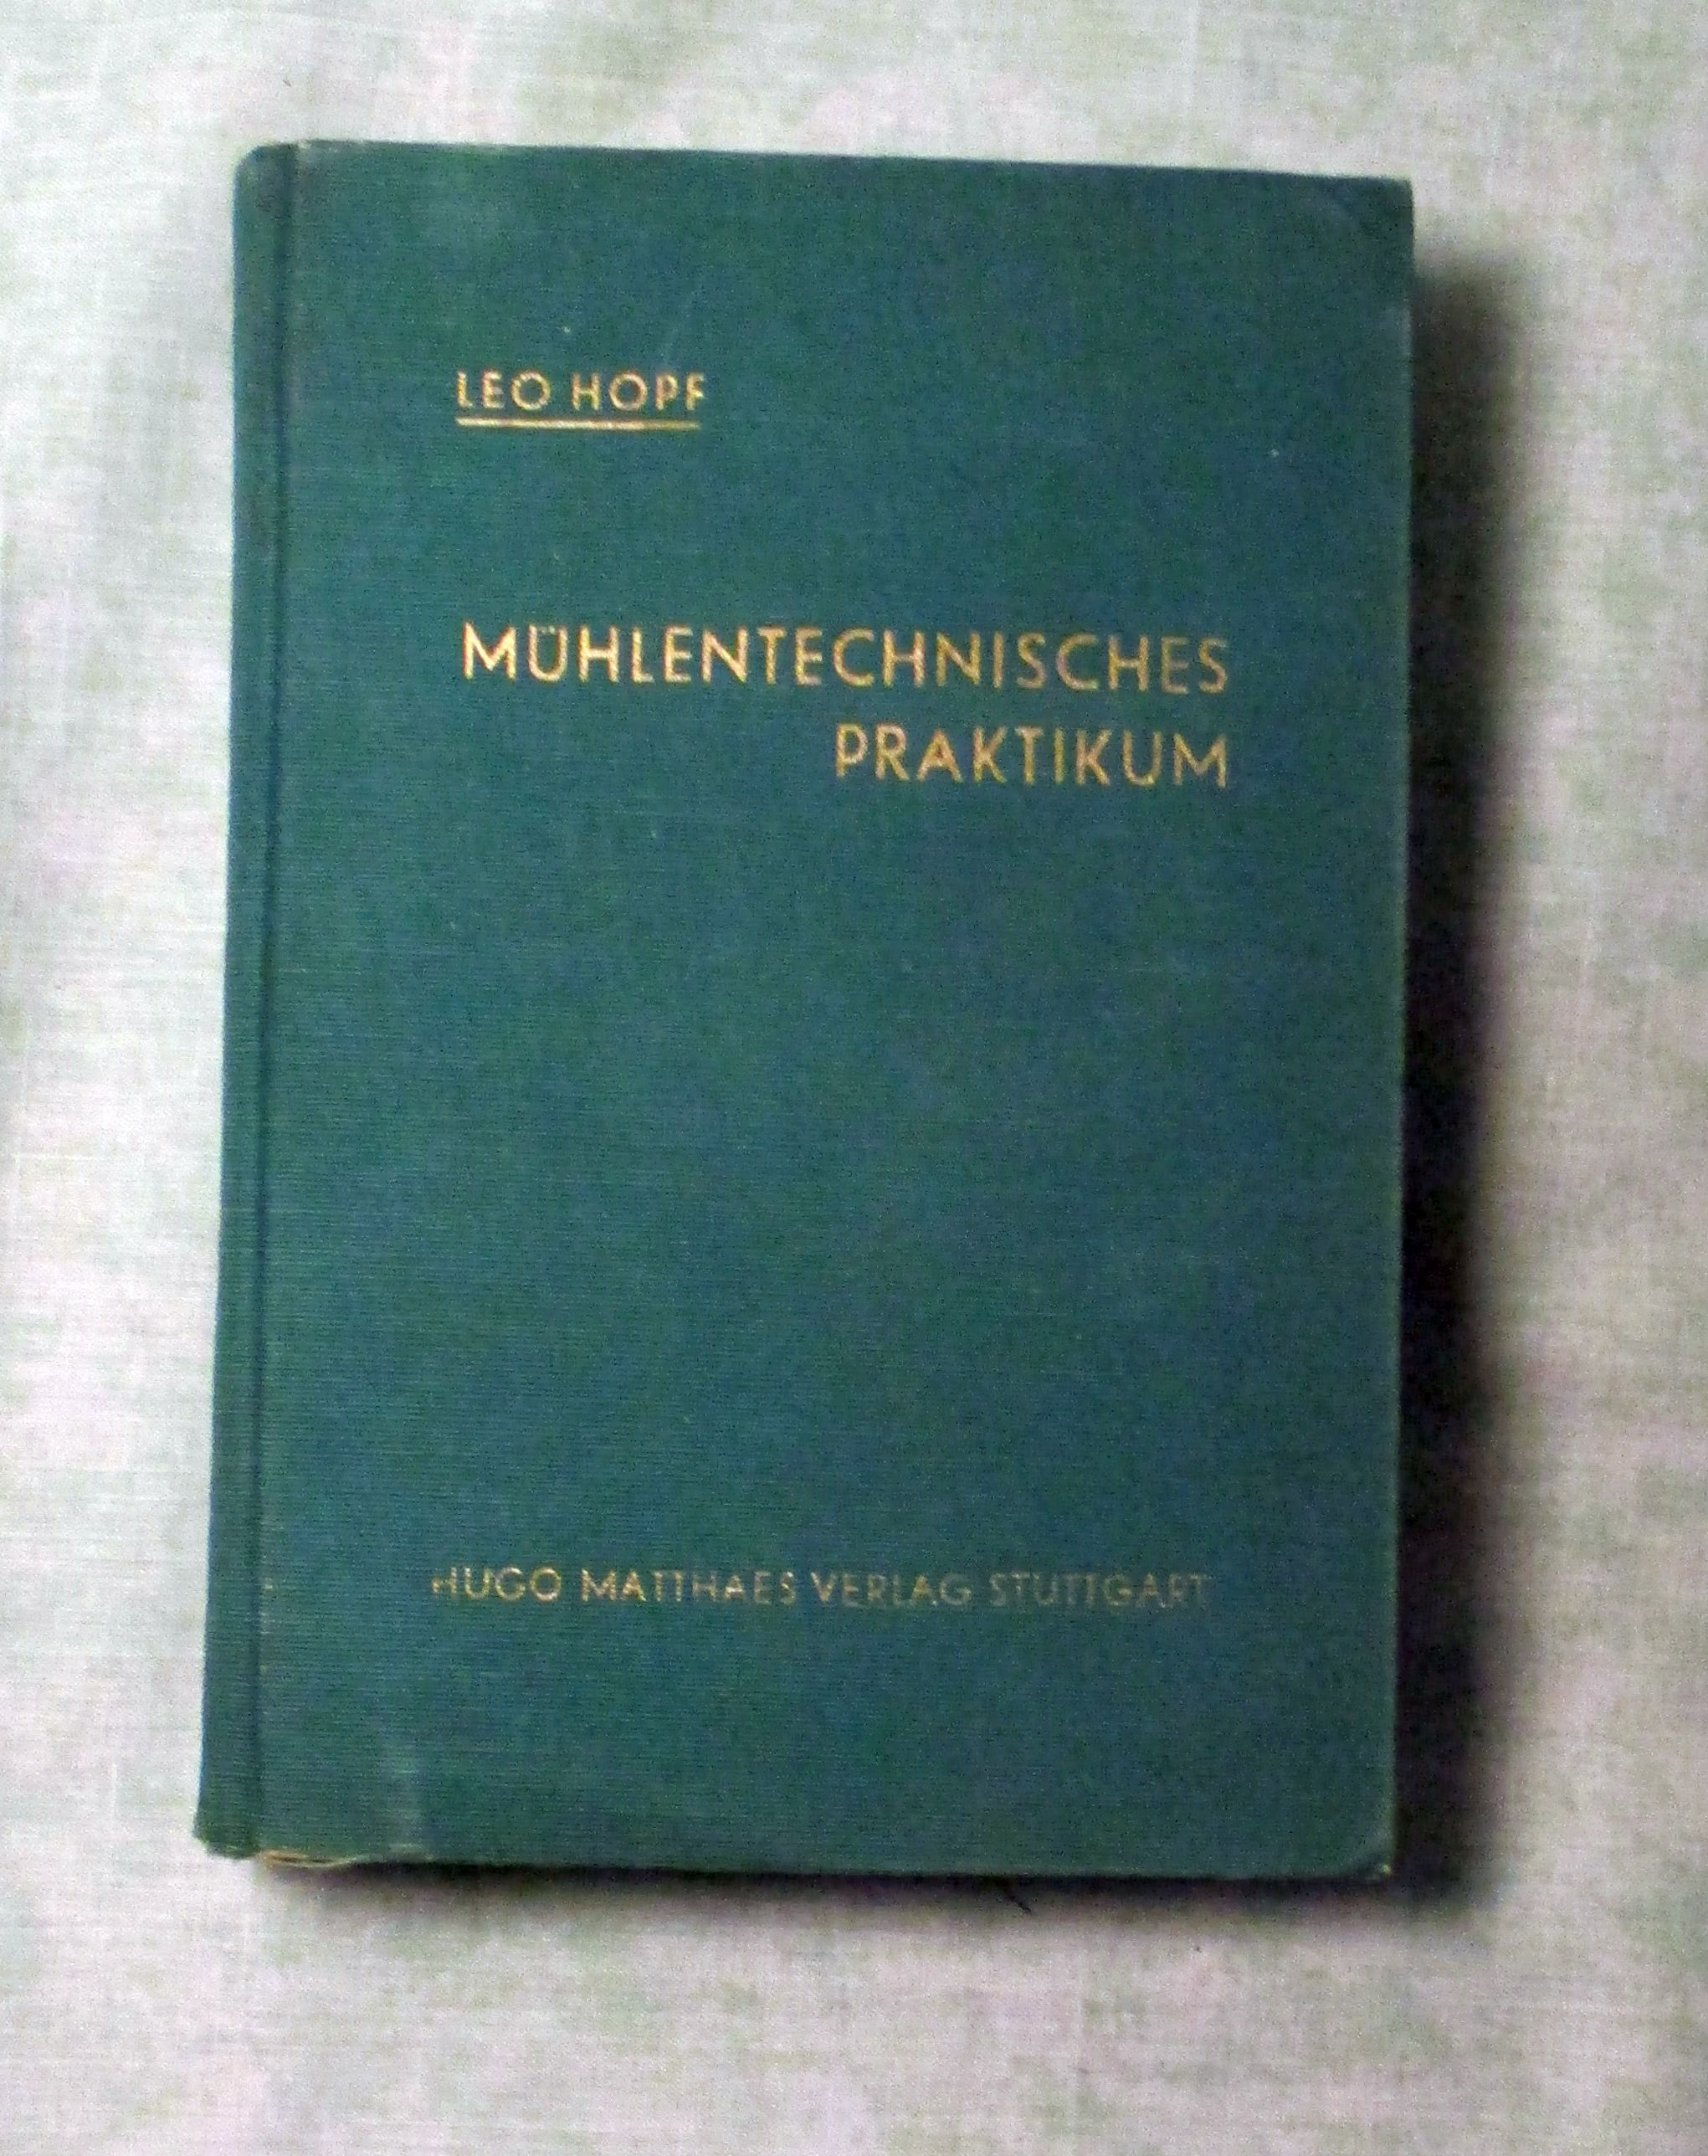 LEO HOPF
MÜHLENTECHNISCHES
PRAKTIKUM
HUGO MATTHAES VERLAG STUTTGART